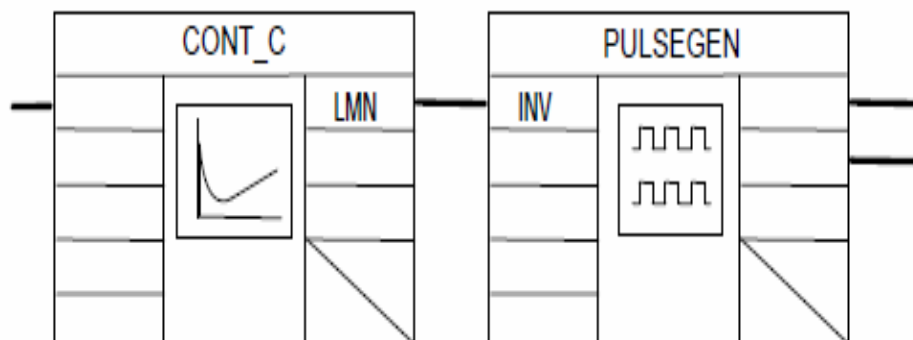 CONT_C
PULSEGEN
LMN
INV